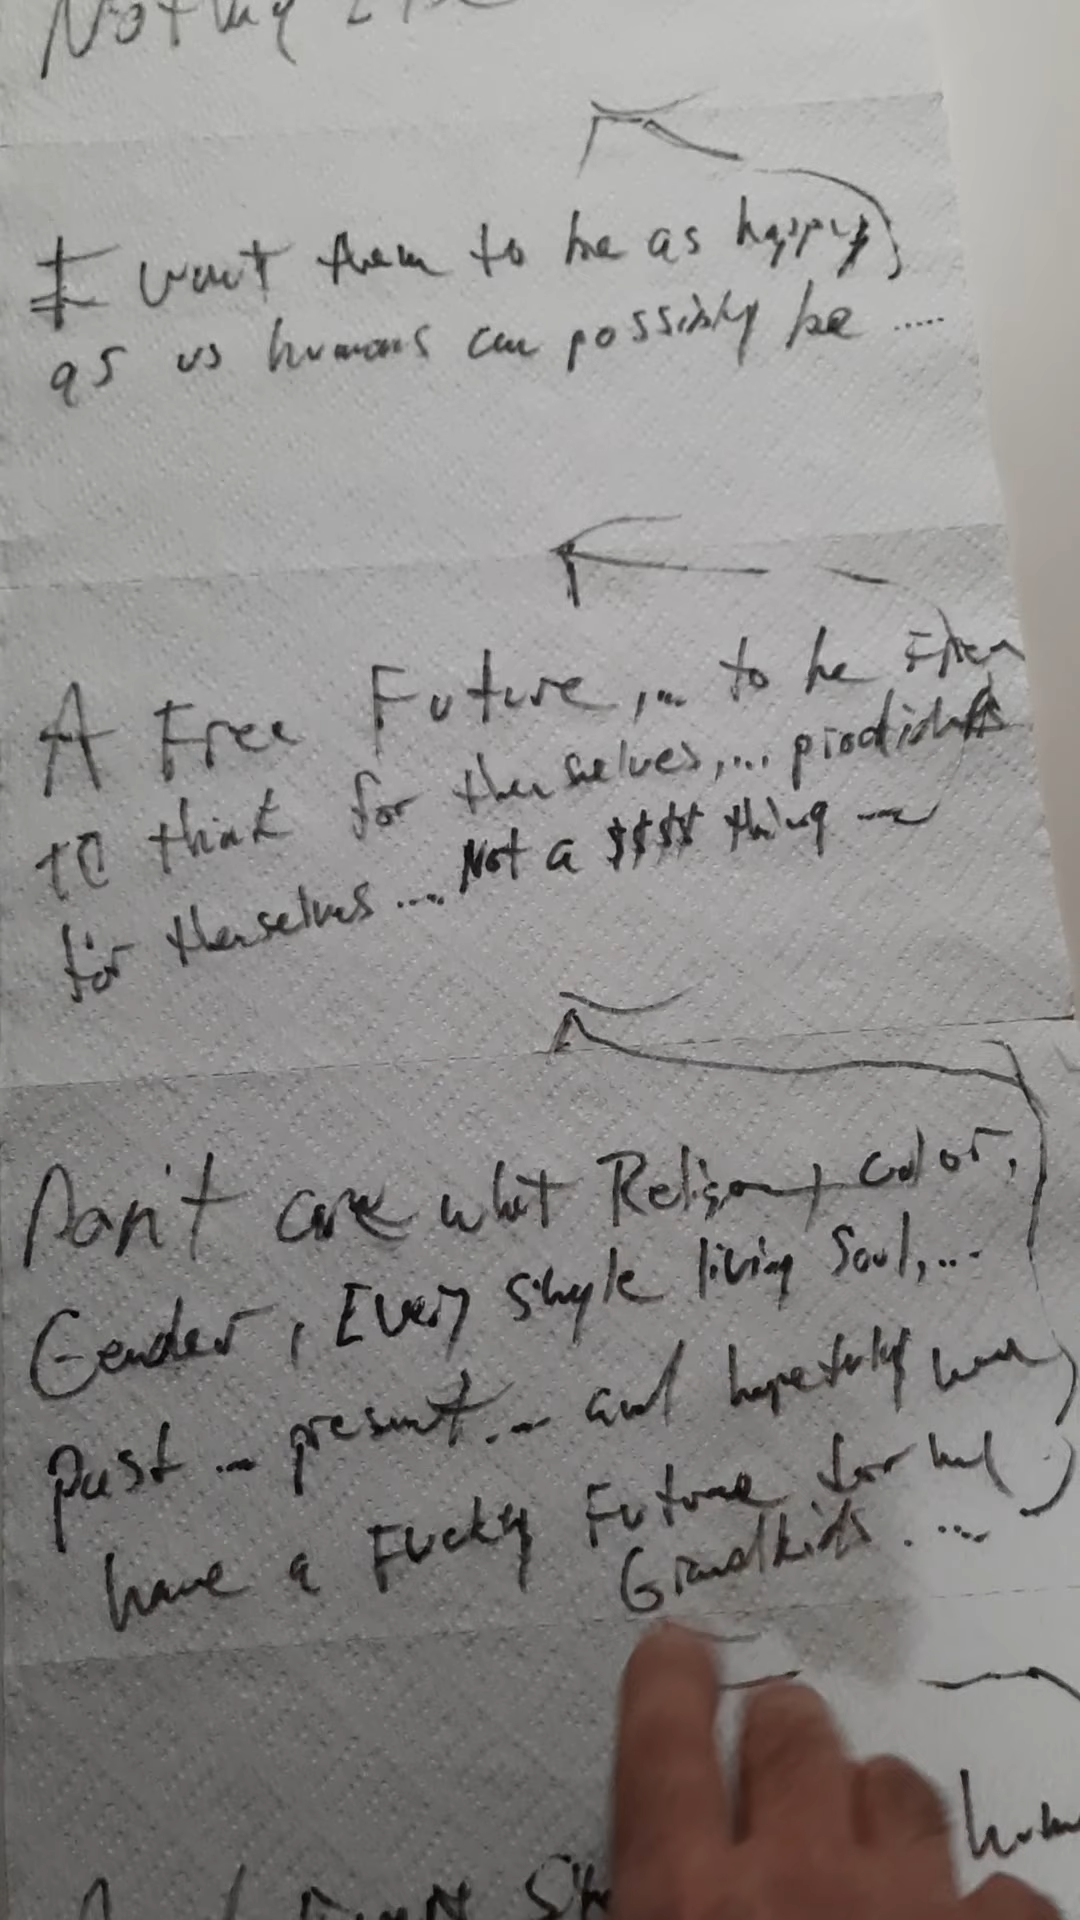 I want them to be as happy
as us humans can possibly be .....
A Free Future,... to be Free
to think for themselves,...
for themselves .... Not a $$$$ thing
Don't care what Religion, color,
Gender, Every single living Soul,...
Past ... present ... and hopefully
have a Fucky Future for my
Grandkids ....